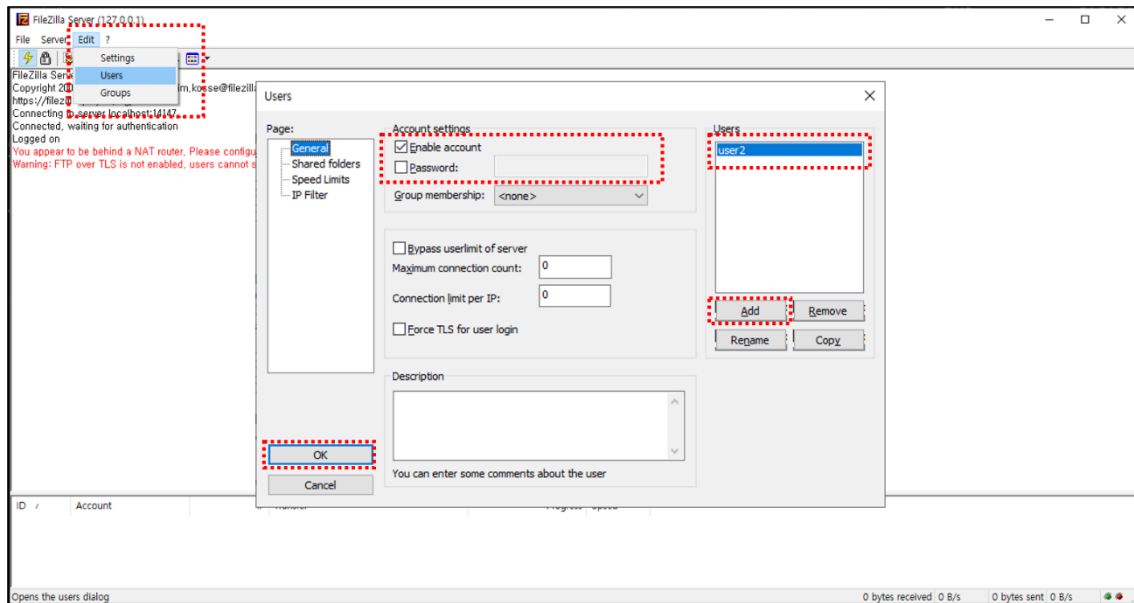 FileZilla Server (127.0.0.1)
File Server Edit ?
Settings
Users
Groups
FileZilla Serve
Copyright 200 im.kosse@filezilla
https://filezi
Connecting to server localhost:14147
Connected, waiting for authentication
Logged on
You appear to be behind a NAT router. Please configu
Warning: FTP over TLS is not enabled, users cannot s
Users
Page:
General
Shared folders
Speed Limits
IP Filter
Account settings
Enable account
Password:
Group membership: <none>
Bypass userlimit of server
Maximum connection count: 0
Connection limit per IP: 0
Force TLS for user login
Description
You can enter some comments about the user
Users
user2
Add Remove
Rename Copy
OK
Cancel
ID / Account Transfer Progress Speed
Opens the users dialog 0 bytes received 0 B/s 0 bytes sent 0 B/s